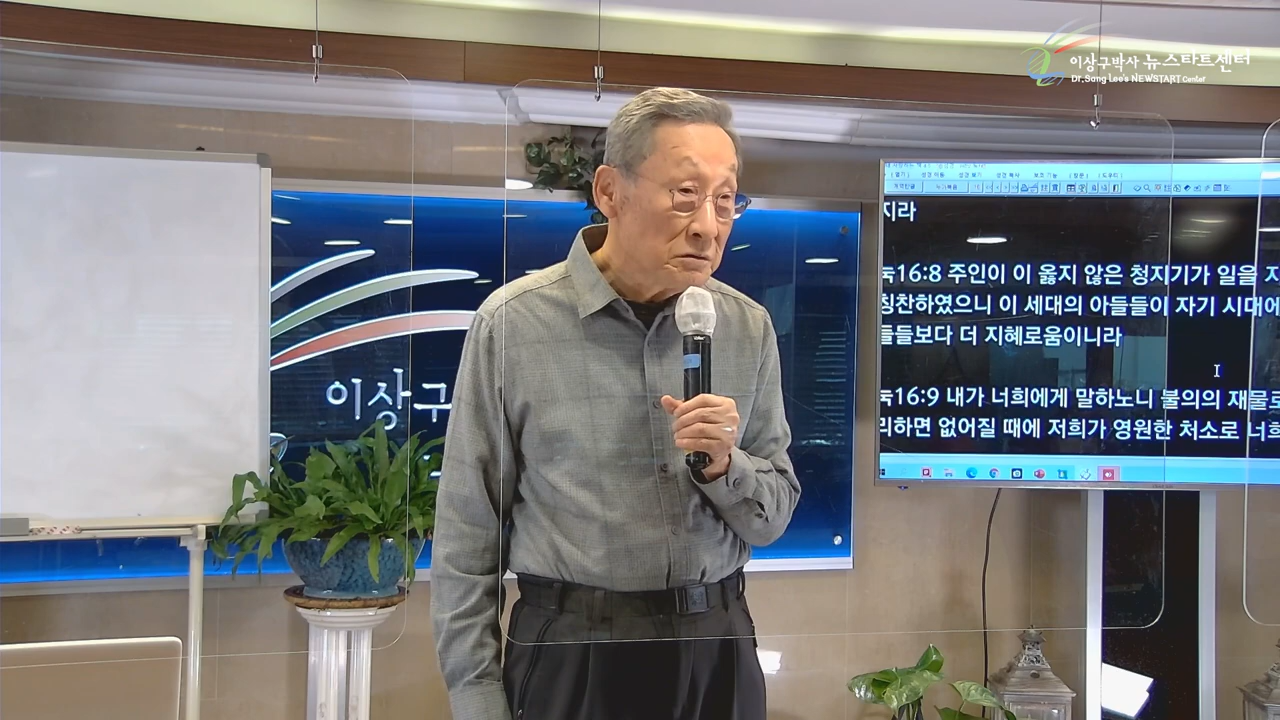 이상구박사 뉴스타트센터
Dr. Sang Lee's NEWSTART Center
이상구
지라
눅16:8 주인이 이 옳지 않은 청지기가 일을 지
칭찬하였으니 이 세대의 아들들이 자기 시대에
들들보다 더 지혜로움이니라
눅16:9 내가 너희에게 말하노니 불의의 재물로
리하면 없어질 때에 저희가 영원한 처소로 너희